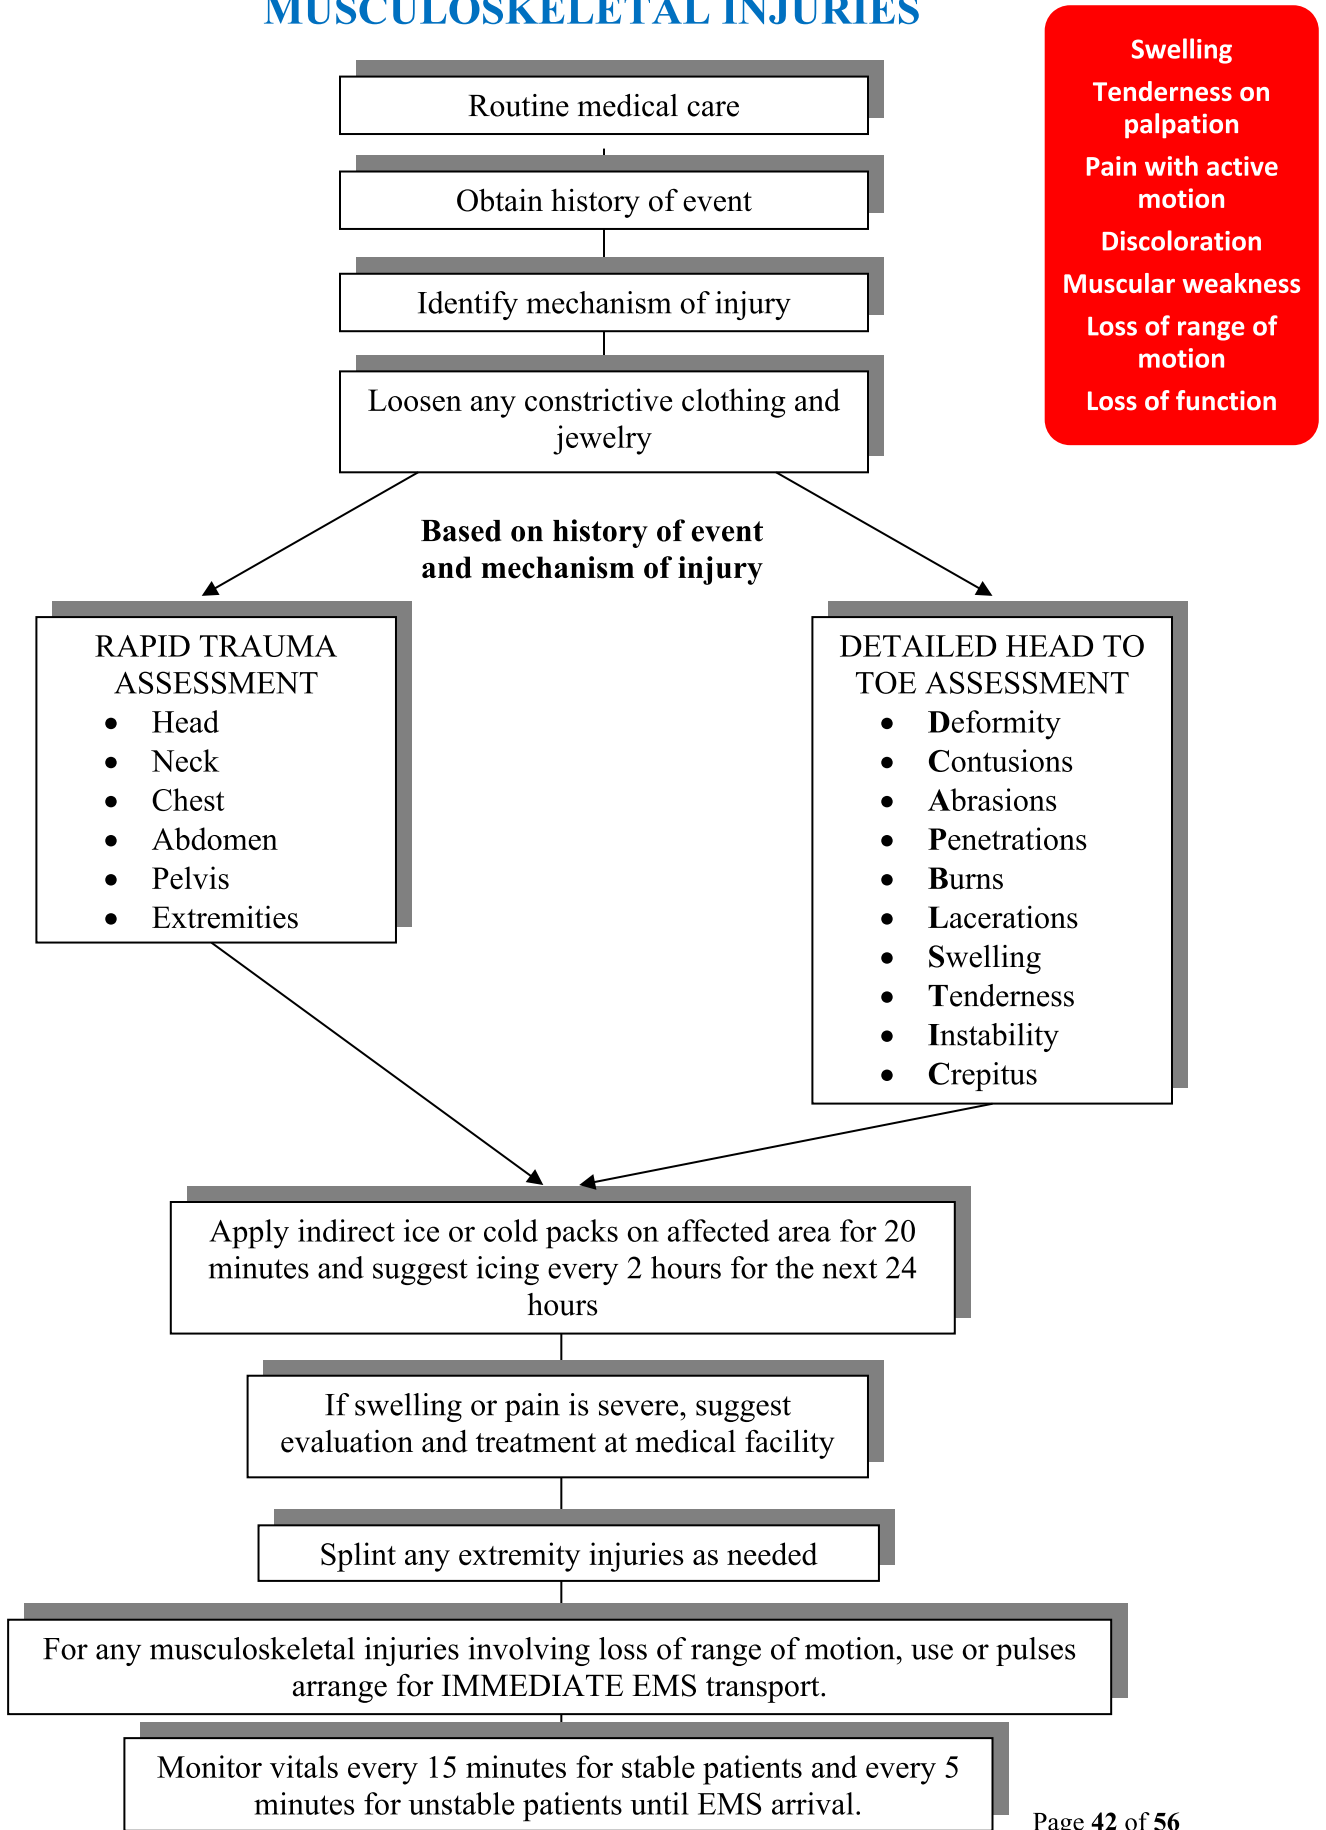 MUSCULOSKELETAL INJURIES
Swelling
Tenderness on
palpation
Pain with active
motion
Discoloration
Muscular weakness
Loss of range of
motion
Loss of function
Routine medical care
Obtain history of event
Identify mechanism of injury
Loosen any constrictive clothing and
jewelry
Based on history of event
and mechanism of injury
RAPID TRAUMA
ASSESSMENT
• Head
• Neck
• Chest
• Abdomen
• Pelvis
• Extremities
DETAILED HEAD TO
TOE ASSESSMENT
• Deformity
• Contusions
• Abrasions
• Penetrations
• Burns
• Lacerations
• Swelling
• Tenderness
• Instability
• Crepitus
Apply indirect ice or cold packs on affected area for 20
minutes and suggest icing every 2 hours for the next 24
hours
If swelling or pain is severe, suggest
evaluation and treatment at medical facility
Splint any extremity injuries as needed
For any musculoskeletal injuries involving loss of range of motion, use or pulses
arrange for IMMEDIATE EMS transport.
Monitor vitals every 15 minutes for stable patients and every 5
minutes for unstable patients until EMS arrival.
Page 42 of 56